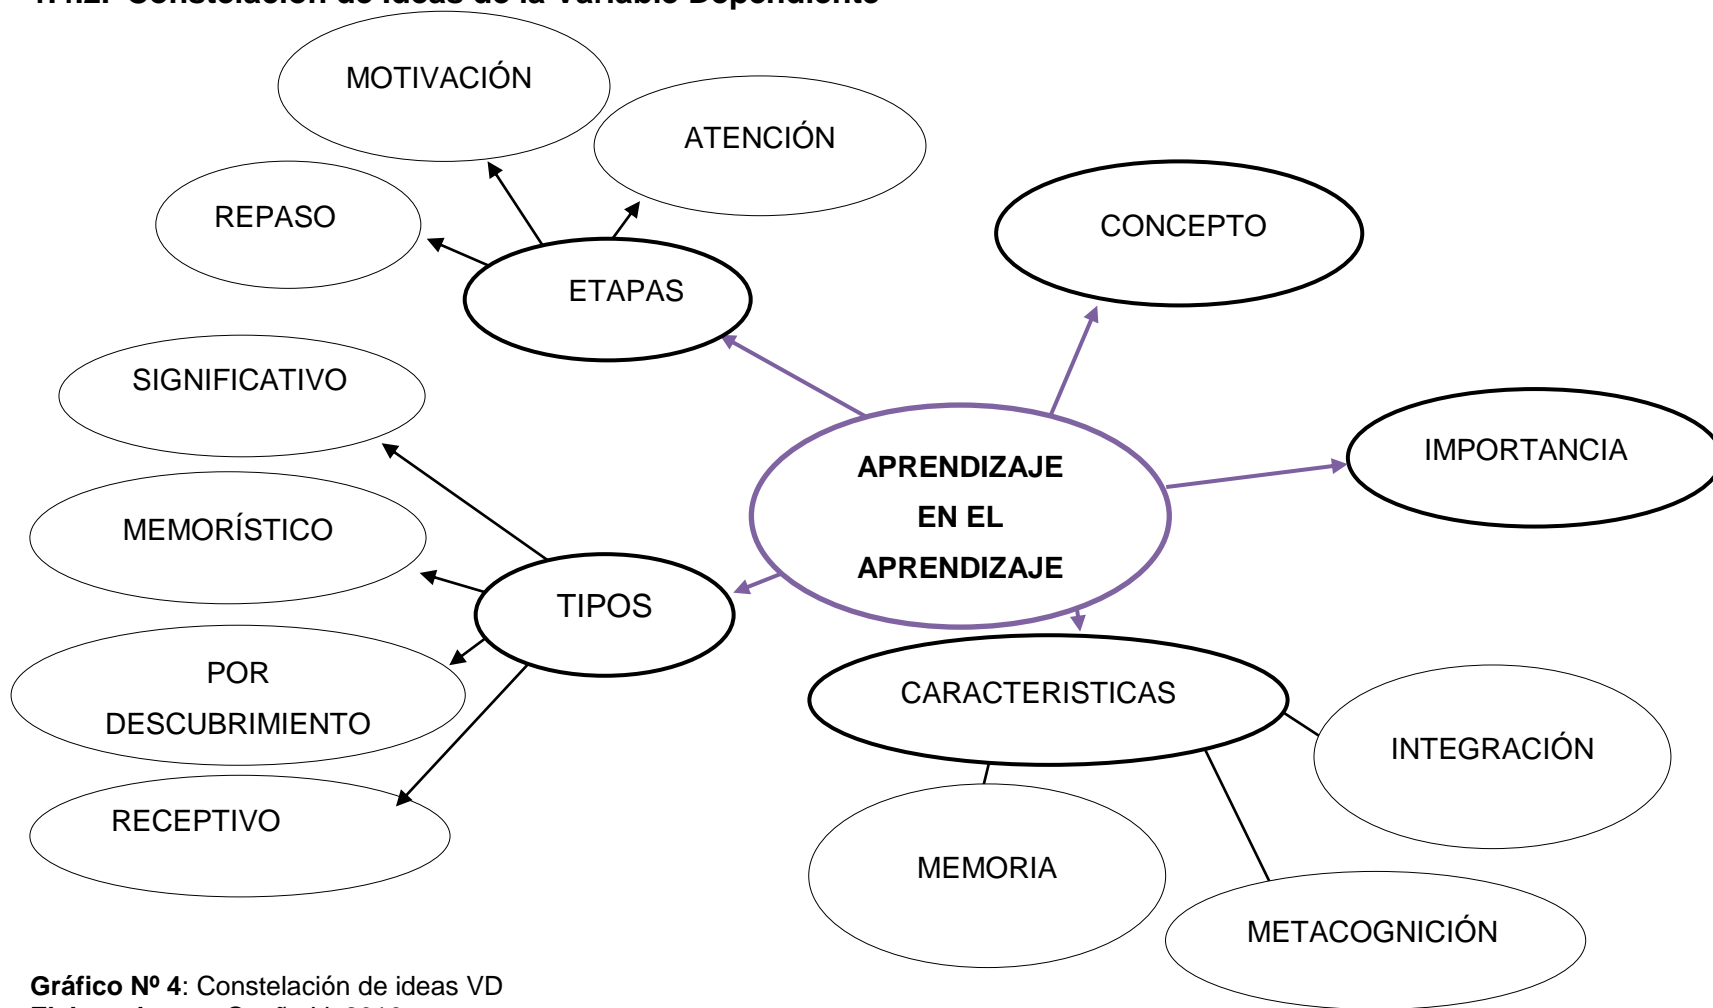 MOTIVACIÓN
ATENCIÓN
REPASO
CONCEPTO
ETAPAS
SIGNIFICATIVO
IMPORTANCIA
APRENDIZAJE
EN EL
APRENDIZAJE
MEMORÍSTICO
TIPOS
POR
DESCUBRIMIENTO
CARACTERISTICAS
INTEGRACIÓN
RECEPTIVO
MEMORIA
METACOGNICIÓN
Gráfico Nº 4: Constelación de ideas VD